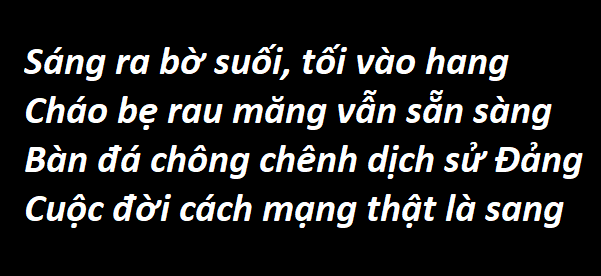 Sáng ra bờ suối, tối vào hang
Cháo bẹ rau măng vẫn sẵn sàng
Bàn đá chông chênh dịch sử Đảng
Cuộc đời cách mạng thật là sang